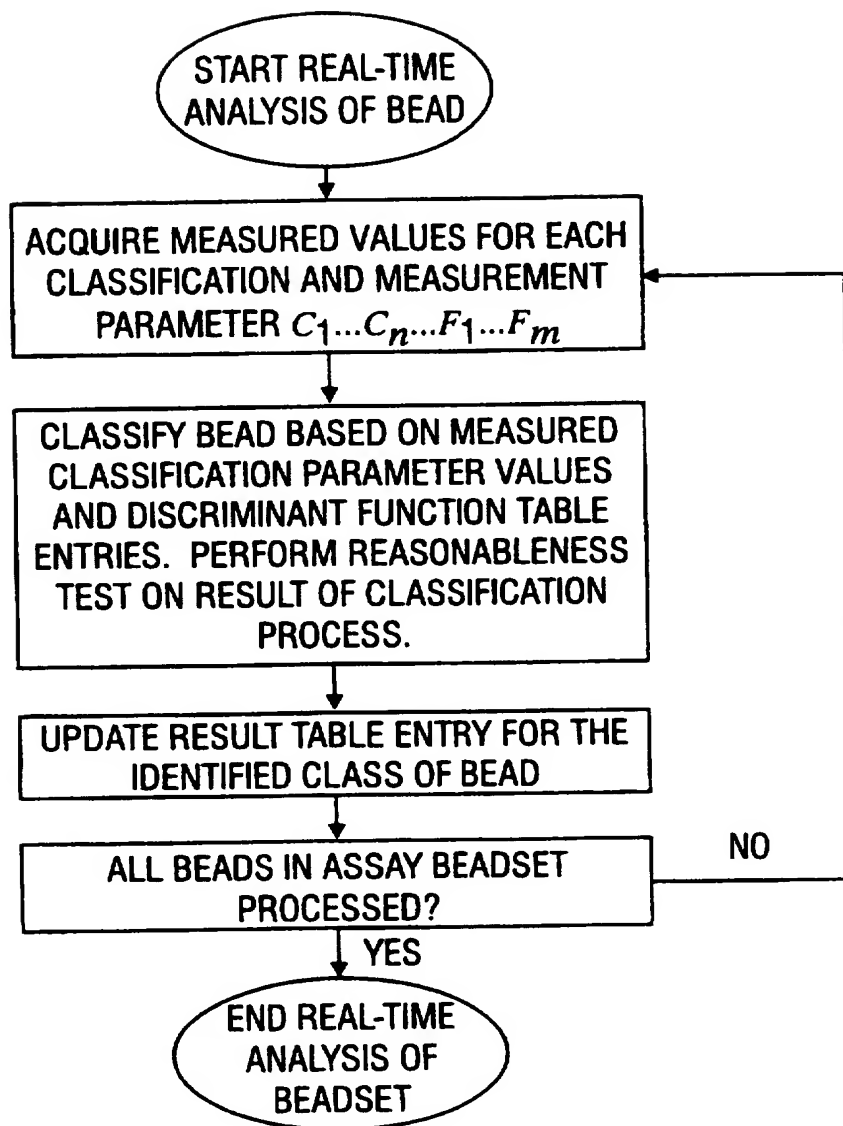 START REAL-TIME
ANALYSIS OF BEAD
ACQUIRE MEASURED VALUES FOR EACH
CLASSIFICATION AND MEASUREMENT
PARAMETER C1...Cn...F1...Fm
CLASSIFY BEAD BASED ON MEASURED
CLASSIFICATION PARAMETER VALUES
AND DISCRIMINANT FUNCTION TABLE
ENTRIES. PERFORM REASONABLENESS
TEST ON RESULT OF CLASSIFICATION
PROCESS.
UPDATE RESULT TABLE ENTRY FOR THE
IDENTIFIED CLASS OF BEAD
ALL BEADS IN ASSAY BEADSET
PROCESSED?
NO
YES
END REAL-TIME
ANALYSIS OF
BEADSET